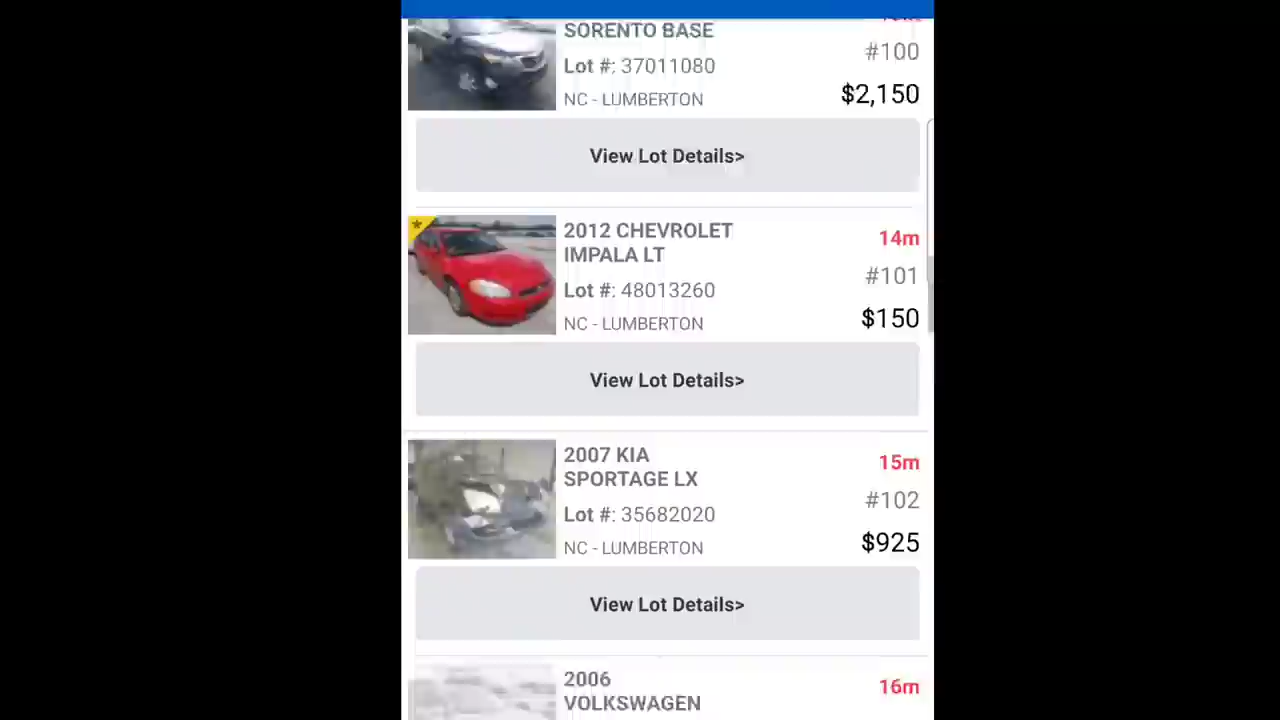 SORENTO BASE
#100
Lot #: 37011080
$2,150
NC - LUMBERTON
View Lot Details>
2012 CHEVROLET
IMPALA LT
14m
#101
Lot #: 48013260
$150
NC - LUMBERTON
View Lot Details>
2007 KIA
SPORTAGE LX
15m
#102
Lot #: 35682020
$925
NC - LUMBERTON
View Lot Details>
2006
VOLKSWAGEN
16m